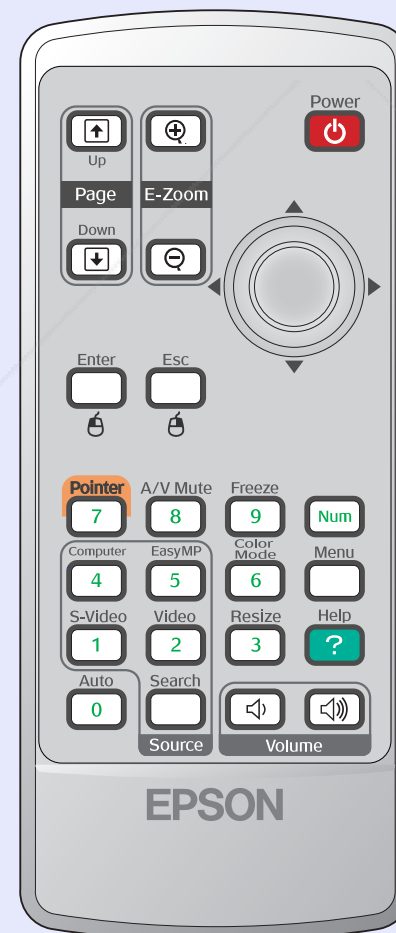 Power
Up
Page E-Zoom
Down
Enter Esc
Pointer A/V Mute Freeze
7 8 9 Num
Computer EasyMP Color Mode Menu
4 5 6
S-Video Video Resize Help
1 2 3 ?
Auto Search
0
Source Volume
EPSON